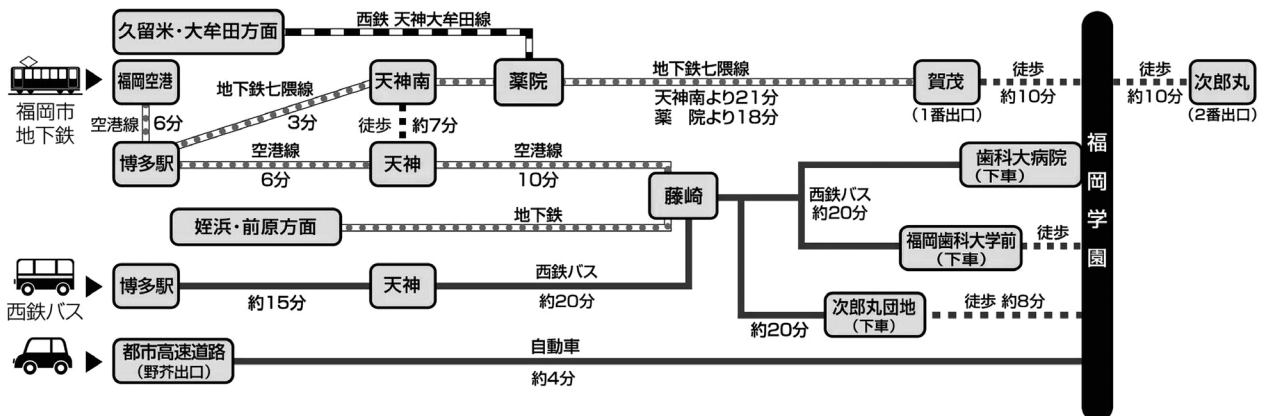 久留米・大牟田方面
西鉄 天神大牟田線
福岡市
地下鉄
福岡空港
空港線
6分
地下鉄七隈線
3分
天神南
徒歩
約7分
薬院
地下鉄七隈線
天神南より21分
薬 院より18分
賀茂
(1番出口)
徒歩
約10分
徒歩
約10分
次郎丸
(2番出口)
博多駅
空港線
6分
天神
空港線
10分
藤崎
姪浜・前原方面
地下鉄
西鉄バス
約20分
歯科大病院
(下車)
福岡歯科大学前
(下車)
徒歩
西鉄バス
博多駅
約15分
天神
西鉄バス
約20分
約20分
次郎丸団地
(下車)
徒歩 約8分
都市高速道路
(野芥出口)
自動車
約4分
福岡学園